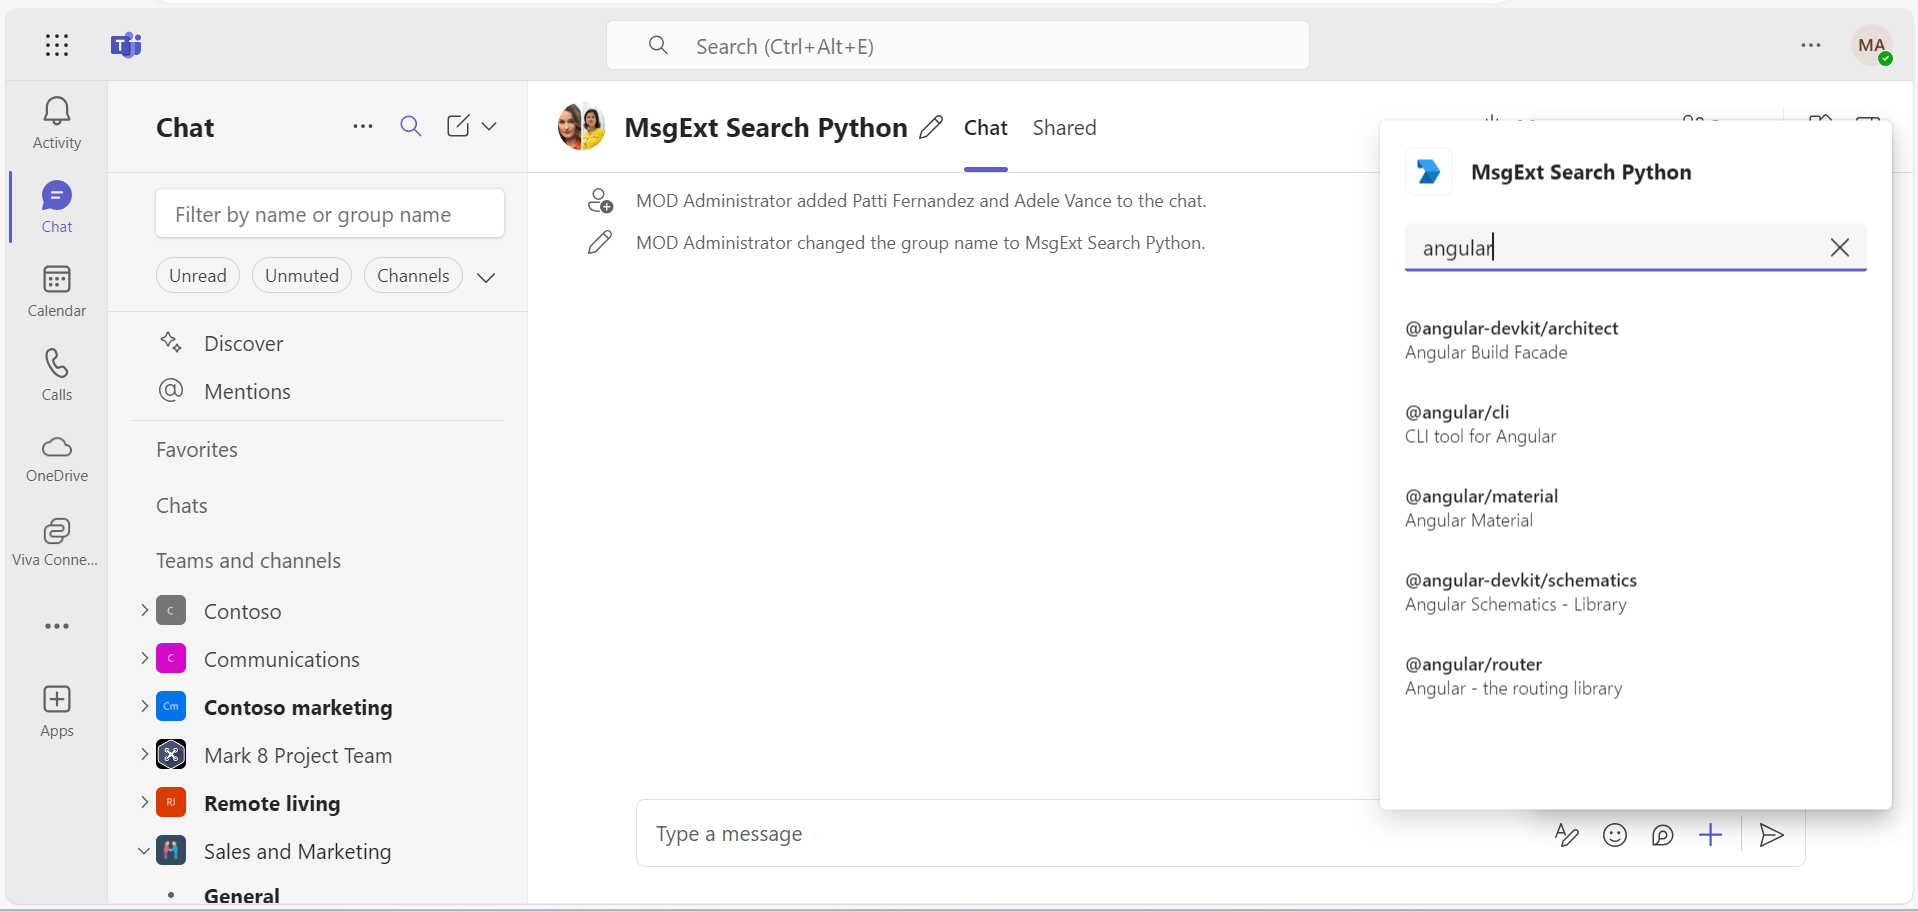 Search (Ctrl+Alt+E)
MA
Activity
Chat
Calendar
Calls
OneDrive
Viva Conne...
Apps
Chat
Filter by name or group name
Unread
Unmuted
Channels
Discover
Mentions
Favorites
Chats
Teams and channels
C
Contoso
C
Communications
Cm
Contoso marketing
Mark 8 Project Team
Rl
Remote living
Sales and Marketing
General
MsgExt Search Python
Chat
Shared
MOD Administrator added Patti Fernandez and Adele Vance to the chat.
MOD Administrator changed the group name to MsgExt Search Python.
Type a message
MsgExt Search Python
angular
@angular-devkit/architect
Angular Build Facade
@angular/cli
CLI tool for Angular
@angular/material
Angular Material
@angular-devkit/schematics
Angular Schematics - Library
@angular/router
Angular - the routing library